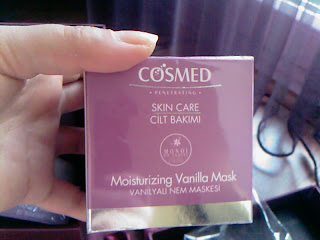 COSMED
PENETRATING
SKIN CARE
CİLT BAKIMI
Moisturizing Vanilla Mask
VANİLYALI NEM MASKESİ